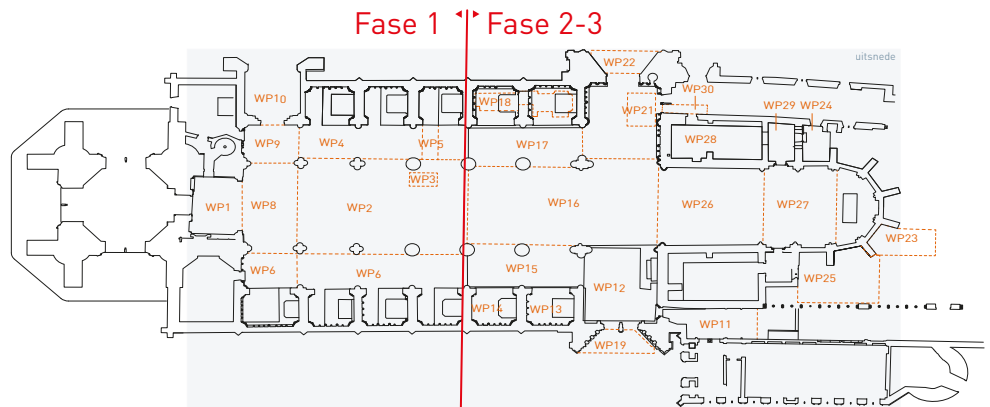 Fase 1 Fase 2-3
uitsnede
WP22
WP30
WP10 WP18 WP21 WP29 WP24
WP9 WP4 WP5 WP17 WP28
WP3
WP1 WP8 WP2 WP16 WP26 WP27
WP23
WP6 WP6 WP15 WP12 WP25
WP14 WP13 WP11
WP19